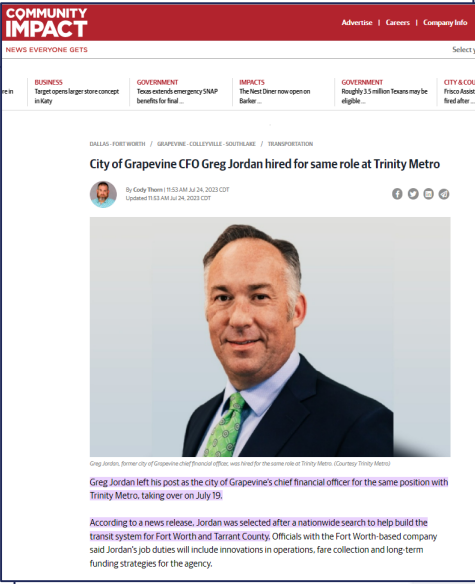 COMMUNITY
IMPACT
Advertise | Careers | Company Info
NEWS EVERYONE GETS
Select
BUSINESS
GOVERNMENT
IMPACTS
GOVERNMENT
CITY & COU
re in
Target opens larger store concept
in Katy
Texas extends emergency SNAP
benefits for final ...
The Nest Diner now open on
Barker ...
Roughly 3.5 million Texans may be
eligible ...
Frisco Assist
fired after ...
DALLAS-FORT WORTH / GRAPEVINE-COLLEYVILLE-SOUTHLAKE / TRANSPORTATION
City of Grapevine CFO Greg Jordan hired for same role at Trinity Metro
By Cody Thorn | 11:53 AM Jul 24, 2023 CDT
Updated 11:53 AM Jul 24, 2023 CDT
Greg Jordan, former city of Grapevine chief financial officer, was hired for the same role at Trinity Metro. (Courtesy Trinity Metro)
Greg Jordan left his post as the city of Grapevine's chief financial officer for the same position with
Trinity Metro, taking over on July 19.
According to a news release, Jordan was selected after a nationwide search to help build the
transit system for Fort Worth and Tarrant County. Officials with the Fort Worth-based company
said Jordan's job duties will include innovations in operations, fare collection and long-term
funding strategies for the agency.